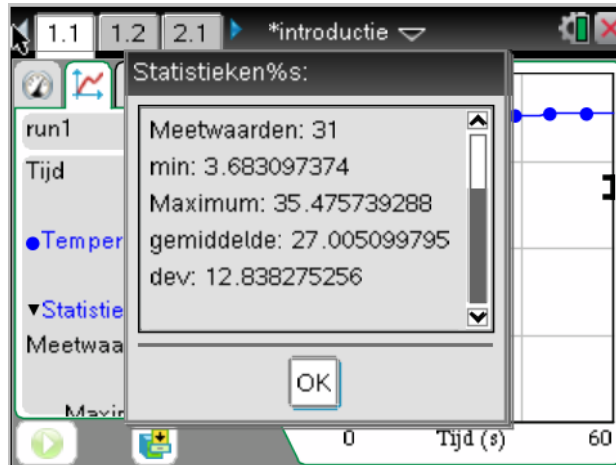 1.1 1.2 2.1 *introductie
Statistieken%s:
run1
Tijd
Temper
Statistie
Meetwaa
Maxir
Meetwaarden: 31
min: 3.683097374
Maximum: 35.475739288
gemiddelde: 27.005099795
dev: 12.838275256
OK
0 Tijd (s) 60